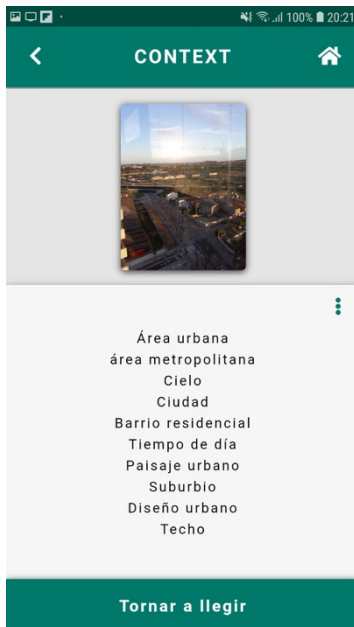 100% 20:21
CONTEXT
Área urbana
área metropolitana
Cielo
Ciudad
Barrio residencial
Tiempo de día
Paisaje urbano
Suburbio
Diseño urbano
Techo
Tornar a llegir